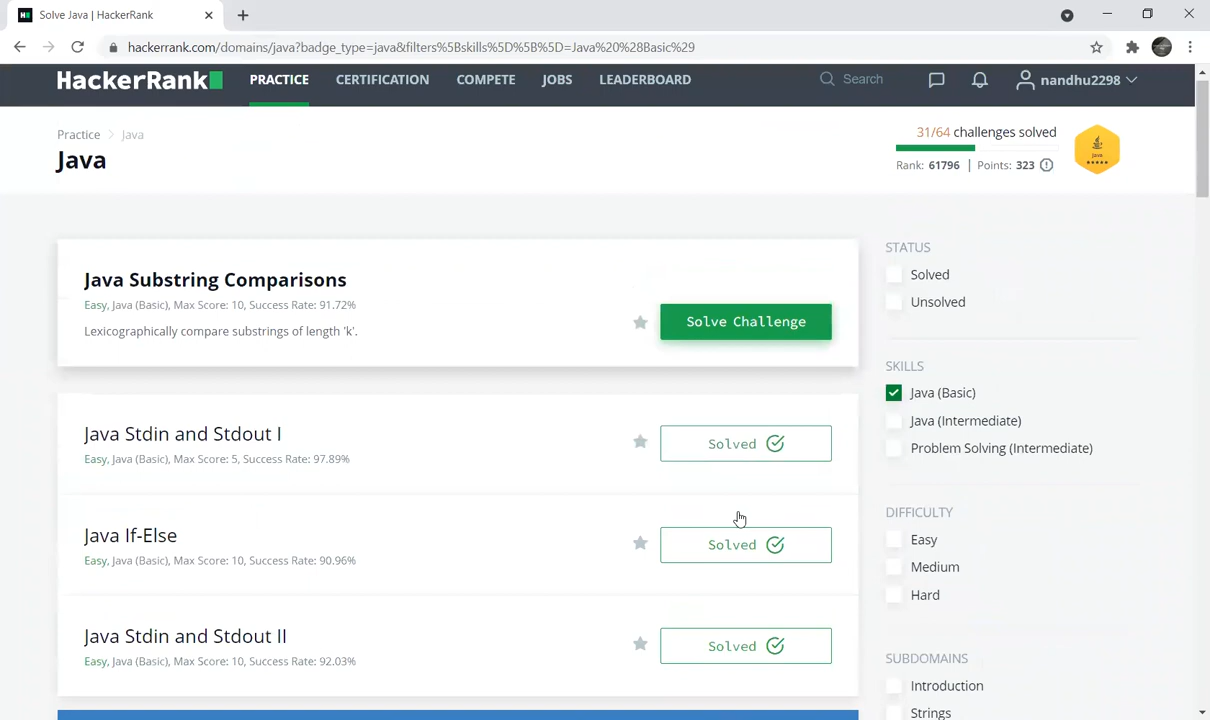 Solve Java | HackerRank
hackerrank.com/domains/java?badge_type=java&filters%5Bskills%5D%5B%5D=Java%20%28Basic%29
HackerRank
PRACTICE CERTIFICATION COMPETE JOBS LEADERBOARD Search nandhu2298
Practice > Java
Java
31/64 challenges solved
Rank: 61796 | Points: 323
java
Java Substring Comparisons
Easy, Java (Basic), Max Score: 10, Success Rate: 91.72%
Lexicographically compare substrings of length 'k'.
Solve Challenge
Java Stdin and Stdout I
Easy, Java (Basic), Max Score: 5, Success Rate: 97.89%
Solved
Java If-Else
Easy, Java (Basic), Max Score: 10, Success Rate: 90.96%
Solved
Java Stdin and Stdout II
Easy, Java (Basic), Max Score: 10, Success Rate: 92.03%
Solved
STATUS
Solved
Unsolved
SKILLS
Java (Basic)
Java (Intermediate)
Problem Solving (Intermediate)
DIFFICULTY
Easy
Medium
Hard
SUBDOMAINS
Introduction
Strings